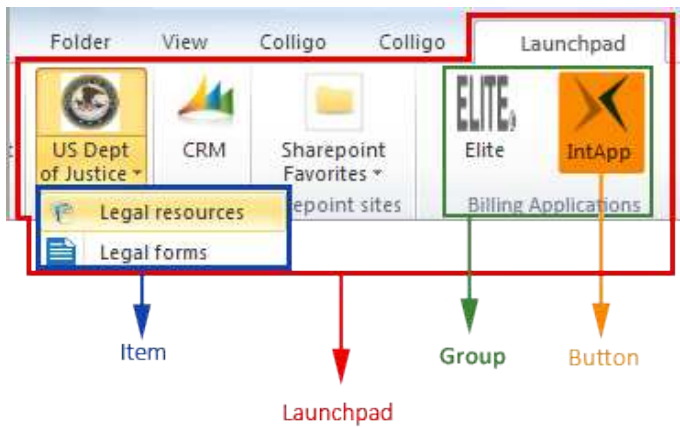 Folder View Colligo Colligo Launchpad
ELITE
US Dept CRM Sharepoint Elite IntApp
of Justice Favorites
epoint sites Billing Applications
Legal resources
Legal forms
Item Group Button
Launchpad